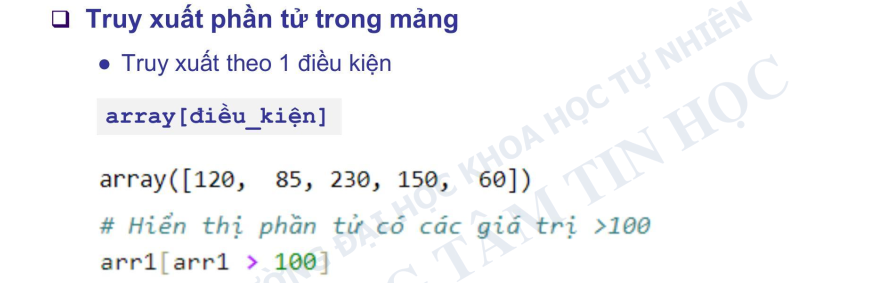 ❑ Truy xuất phần tử trong mảng
● Truy xuất theo 1 điều kiện
array[điều_kiện]
array([120,  85, 230, 150,  60])
# Hiển thị phần tử có các giá trị >100
arr1[arr1 > 100]
ĐẠI HỌC KHOA HỌC TỰ NHIÊN
TÂM TIN HỌC